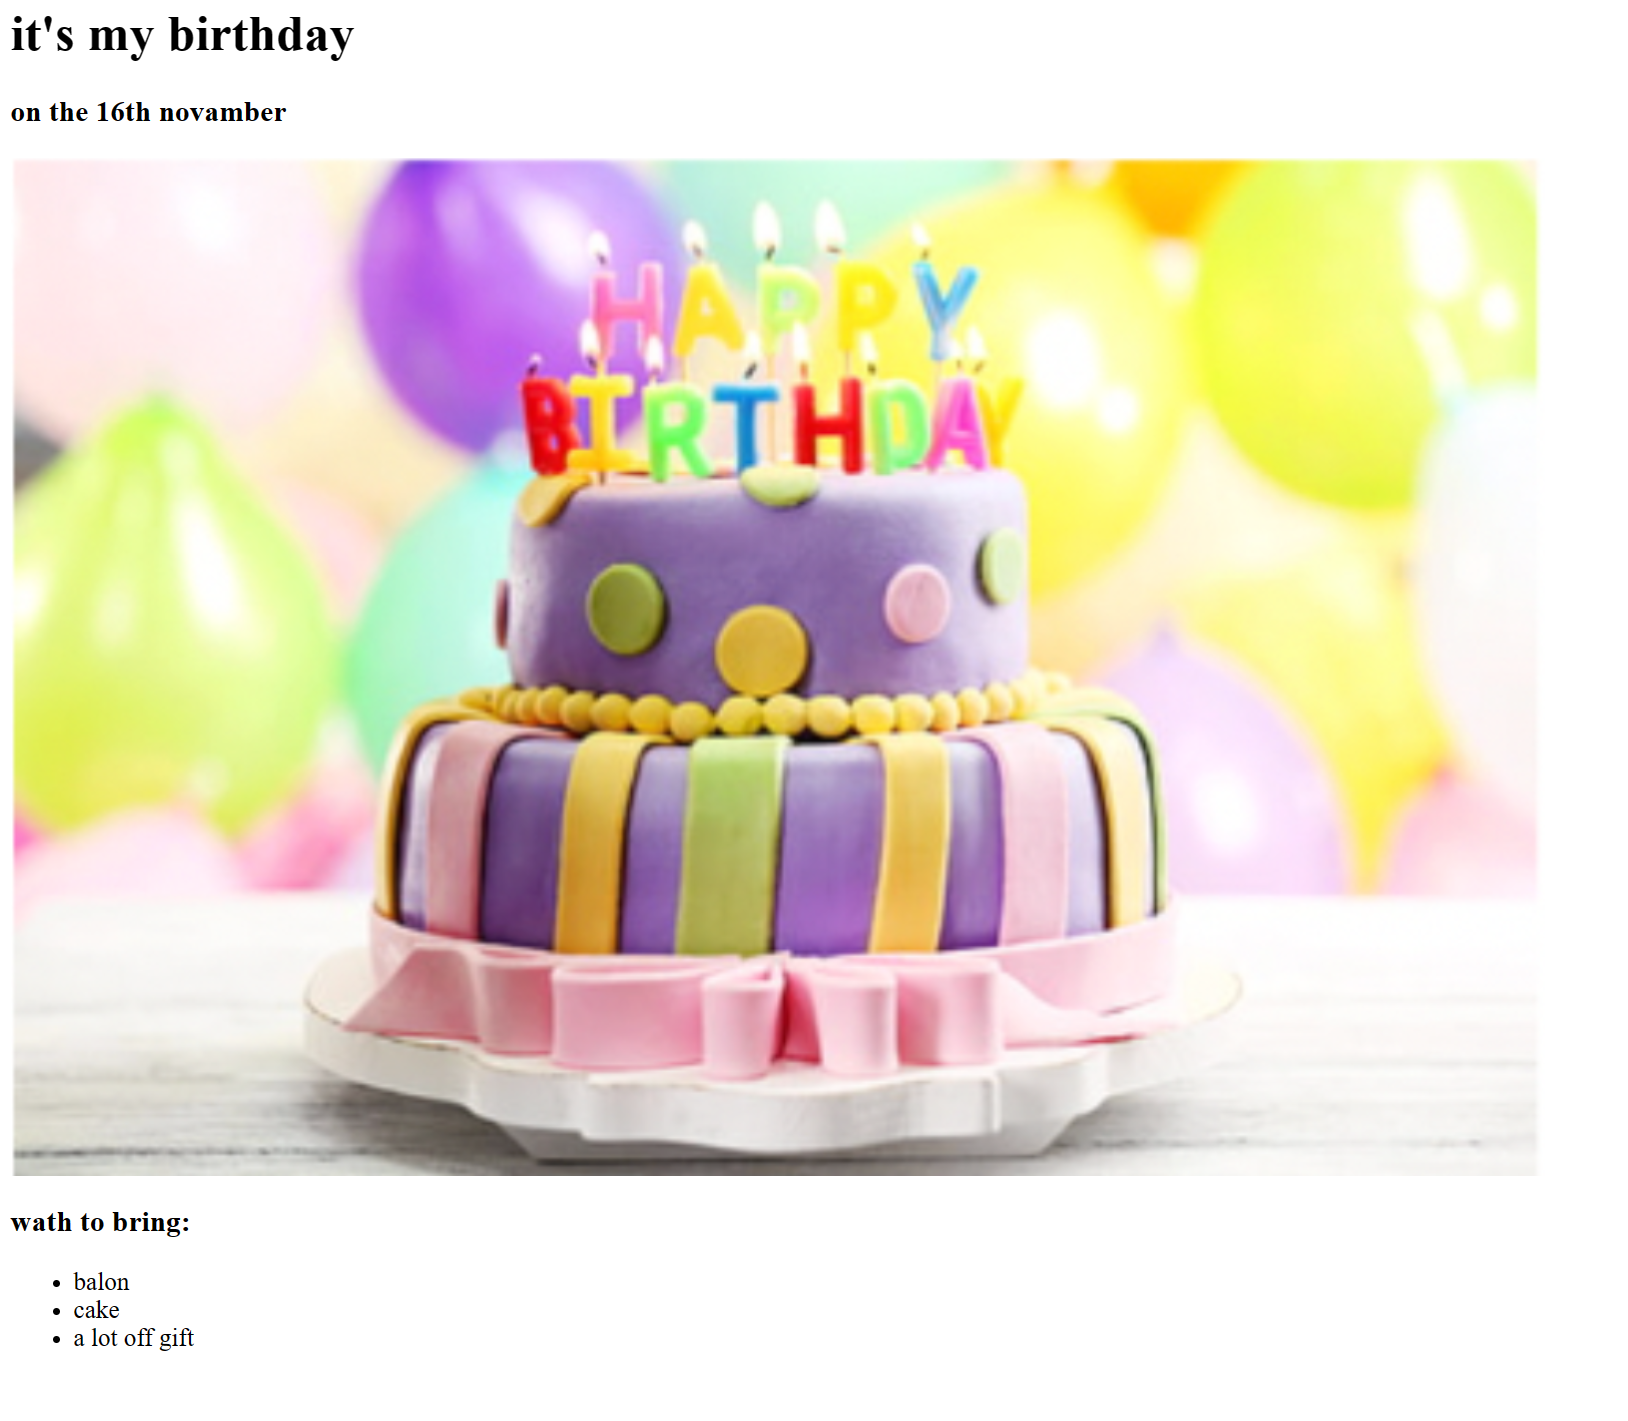 it's my birthday
on the 16th novamber
HAPPY
BIRTHDAY
wath to bring:
balon
cake
a lot off gift